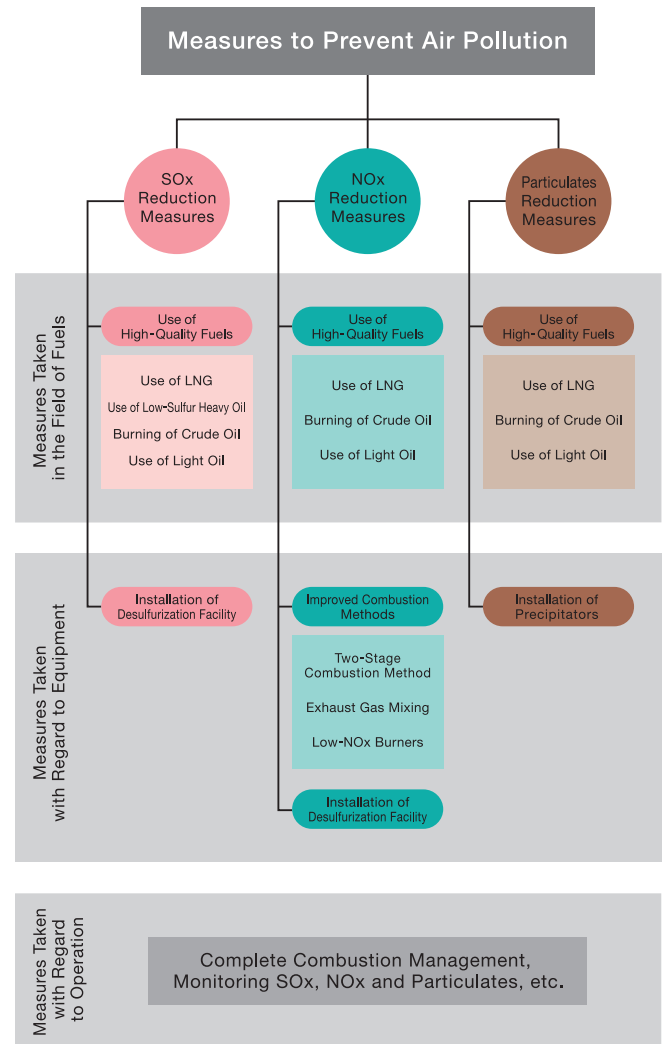 Measures to Prevent Air Pollution
SOx
Reduction
Measures
NOx
Reduction
Measures
Particulates
Reduction
Measures
Measures Taken
in the Field of Fuels
Use of
High-Quality Fuels
Use of LNG
Use of Low-Sulfur Heavy Oil
Burning of Crude Oil
Use of Light Oil
Use of
High-Quality Fuels
Use of LNG
Burning of Crude Oil
Use of Light Oil
Use of
High-Quality Fuels
Use of LNG
Burning of Crude Oil
Use of Light Oil
Measures Taken
with Regard to Equipment
Installation of
Desulfurization Facility
Improved Combustion
Methods
Two-Stage
Combustion Method
Exhaust Gas Mixing
Low-NOx Burners
Installation of
Desulfurization Facility
Installation of
Precipitators
Measures Taken
with Regard
to Operation
Complete Combustion Management,
Monitoring SOx, NOx and Particulates, etc.